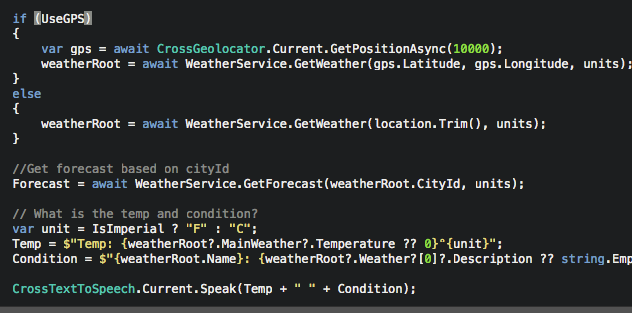 if (UseGPS)
{
    var gps = await CrossGeolocator.Current.GetPositionAsync(10000);
    weatherRoot = await WeatherService.GetWeather(gps.Latitude, gps.Longitude, units);
}
else
{
    weatherRoot = await WeatherService.GetWeather(location.Trim(), units);
}
//Get forecast based on cityId
Forecast = await WeatherService.GetForecast(weatherRoot.CityId, units);
// What is the temp and condition?
var unit = IsImperial ? "F" : "C";
Temp = $"Temp: {weatherRoot?.MainWeather?.Temperature ?? 0}°{unit}";
Condition = $"{weatherRoot.Name}: {weatherRoot?.Weather?[0]?.Description ?? string.Emp
CrossTextToSpeech.Current.Speak(Temp + " " + Condition);